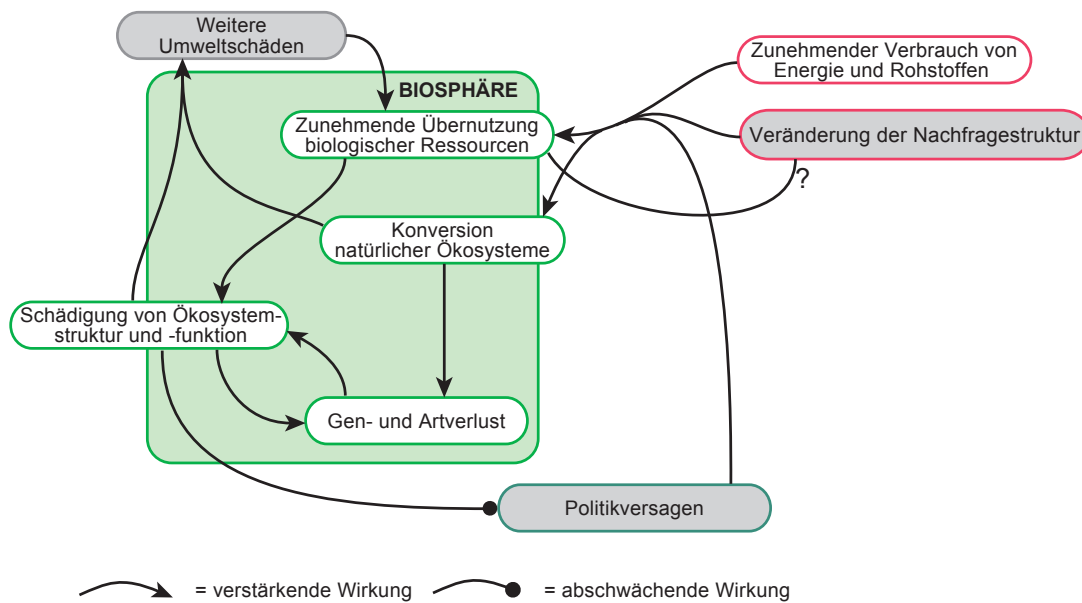 Weitere
Umweltschäden
Zunehmender Verbrauch von
Energie und Rohstoffen
BIOSPHÄRE
Zunehmende Übernutzung
biologischer Ressourcen
Veränderung der Nachfragestruktur
?
Konversion
natürlicher Ökosysteme
Schädigung von Ökosystem-
struktur und -funktion
Gen- und Artverlust
Politikversagen
= verstärkende Wirkung
= abschwächende Wirkung